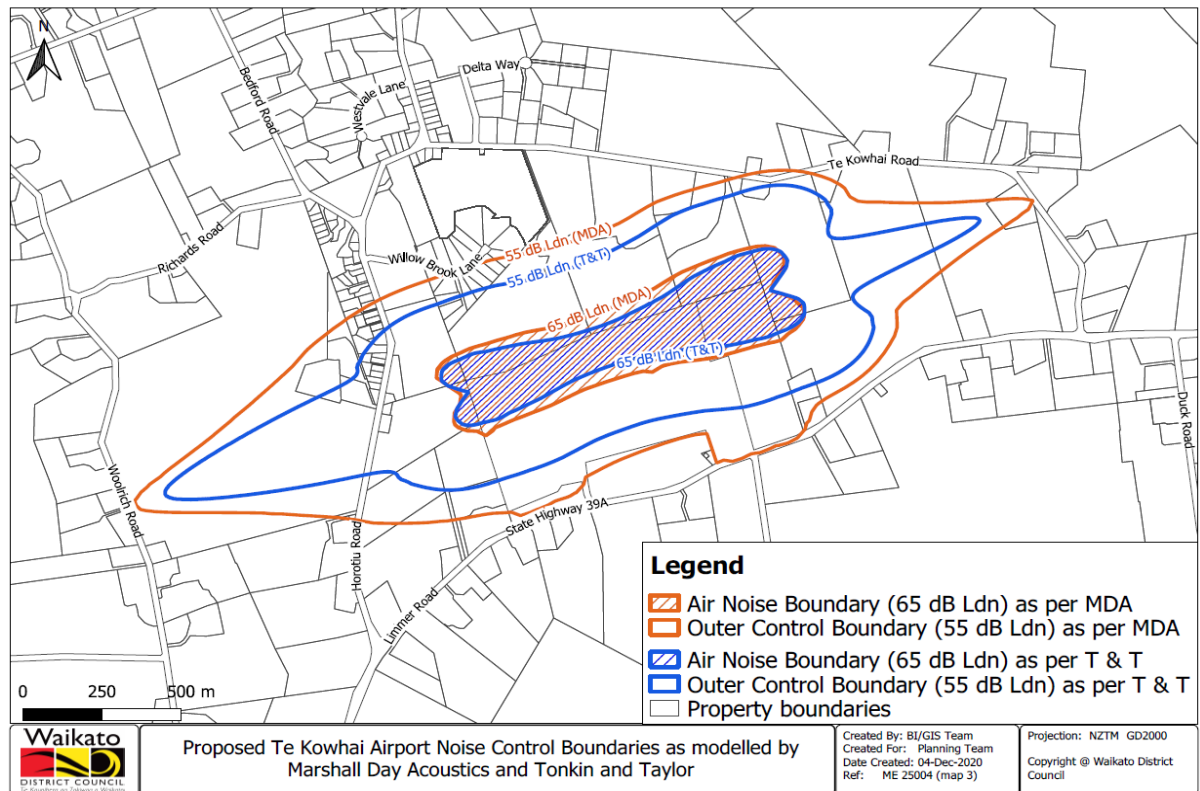 N
Bedford Road
Westvale Lane
Delta Way
Te Kowhai Road
Richards Road
Willow Brook Lane
55 dB Ldn (MDA)
55 dB Ldn (T&T)
65 dB Ldn (MDA)
65 dB Ldn (T&T)
Woolrich Road
Horotiu Road
State Highway 39A
Limmer Road
Duck Road
Legend
Air Noise Boundary (65 dB Ldn) as per MDA
Outer Control Boundary (55 dB Ldn) as per MDA
Air Noise Boundary (65 dB Ldn) as per T & T
Outer Control Boundary (55 dB Ldn) as per T & T
Property boundaries
0 250 500 m
Waikato
DISTRICT COUNCIL
Te Kaunihera aa Takiwaa o Waikato
Proposed Te Kowhai Airport Noise Control Boundaries as modelled by
Marshall Day Acoustics and Tonkin and Taylor
Created By: BI/GIS Team
Created For: Planning Team
Date Created: 04-Dec-2020
Ref: ME 25004 (map 3)
Projection: NZTM GD2000
Copyright @ Waikato District
Council